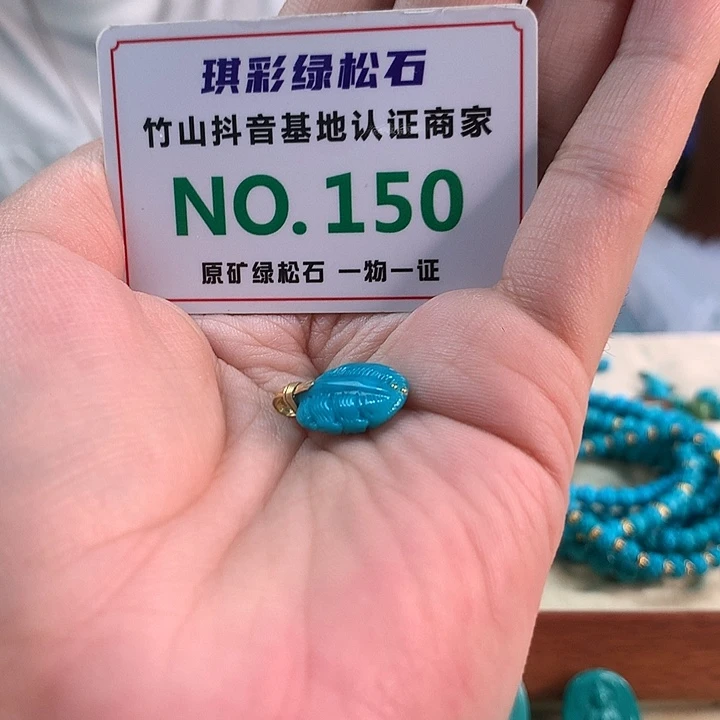 琪彩绿松石
竹山抖音基地认证商家
NO.150
原矿绿松石 一物一证